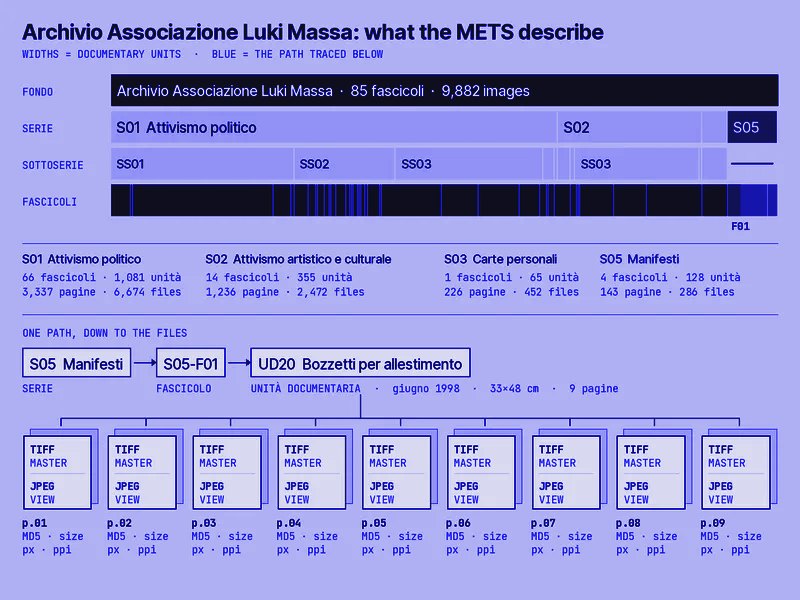 Archivio Associazione Luki Massa: what the METS describe
WIDTHS = DOCUMENTARY UNITS · BLUE = THE PATH TRACED BELOW
FONDO
Archivio Associazione Luki Massa · 85 fascicoli · 9,882 images
SERIE
S01 Attivismo politico
S02
S05
SOTTOSERIE
SS01
SS02
SS03
SS03
FASCICOLI
F01
S01 Attivismo politico
66 fascicoli · 1,081 unità
3,337 pagine · 6,674 files
S02 Attivismo artistico e culturale
14 fascicoli · 355 unità
1,236 pagine · 2,472 files
S03 Carte personali
1 fascicoli · 65 unità
226 pagine · 452 files
S05 Manifesti
4 fascicoli · 128 unità
143 pagine · 286 files
ONE PATH, DOWN TO THE FILES
S05 Manifesti
S05-F01
UD20 Bozzetti per allestimento
SERIE
FASCICOLO
UNITÀ DOCUMENTARIA · giugno 1998 · 33×48 cm · 9 pagine
TIFF
MASTER
JPEG
VIEW
p.01
MD5 · size
px · ppi
TIFF
MASTER
JPEG
VIEW
p.02
MD5 · size
px · ppi
TIFF
MASTER
JPEG
VIEW
p.03
MD5 · size
px · ppi
TIFF
MASTER
JPEG
VIEW
p.04
MD5 · size
px · ppi
TIFF
MASTER
JPEG
VIEW
p.05
MD5 · size
px · ppi
TIFF
MASTER
JPEG
VIEW
p.06
MD5 · size
px · ppi
TIFF
MASTER
JPEG
VIEW
p.07
MD5 · size
px · ppi
TIFF
MASTER
JPEG
VIEW
p.08
MD5 · size
px · ppi
TIFF
MASTER
JPEG
VIEW
p.09
MD5 · size
px · ppi